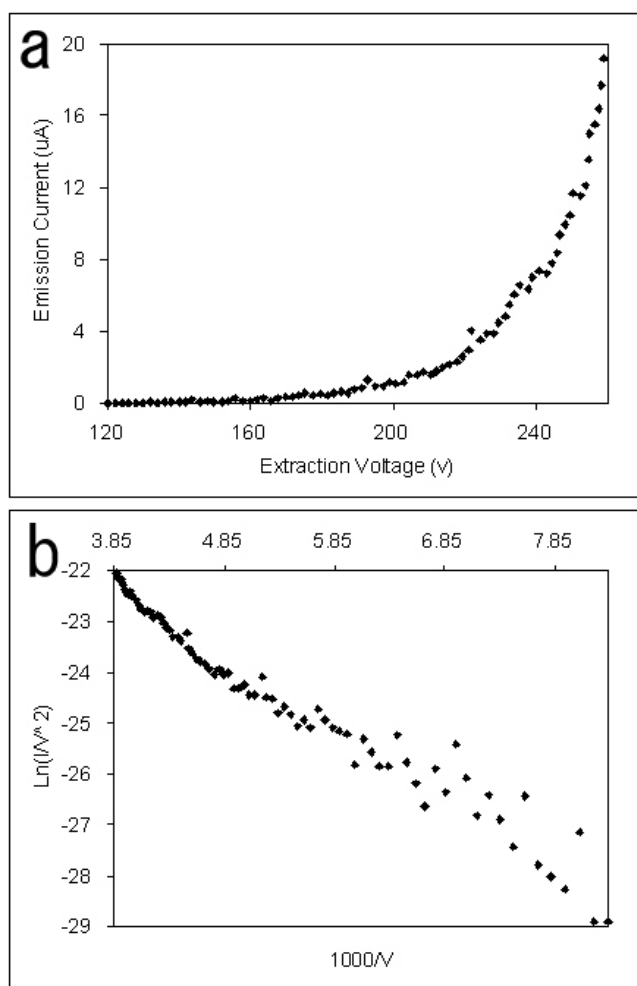 a
20
16
12
8
4
0
Emission Current (uA)
120 160 200 240
Extraction Voltage (v)
b
3.85 4.85 5.85 6.85 7.85
-22
-23
-24
-25
-26
-27
-28
-29
Ln(I/V^2)
1000/V